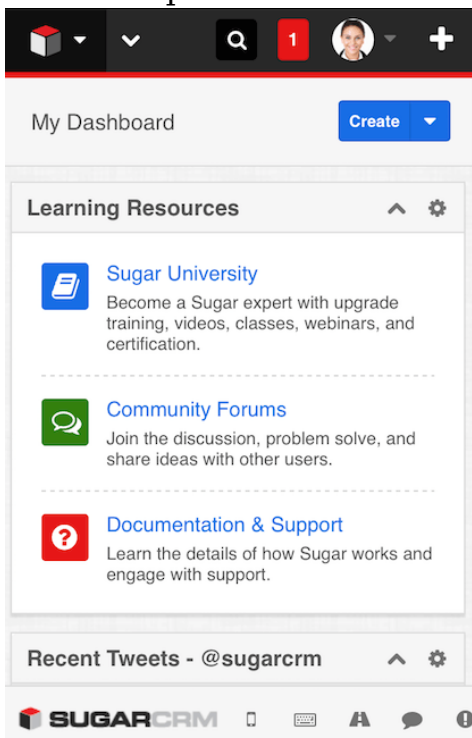 1
My Dashboard
Create
Learning Resources
Sugar University
Become a Sugar expert with upgrade
training, videos, classes, webinars, and
certification.
Community Forums
Join the discussion, problem solve, and
share ideas with other users.
Documentation & Support
Learn the details of how Sugar works and
engage with support.
Recent Tweets - @sugarcrm
SUGARCRM